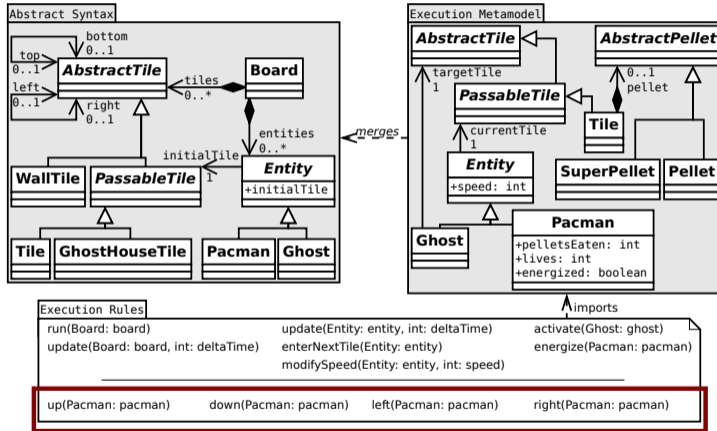 Abstract Syntax
bottom
0..1
top
0..1
left
0..1
right
0..1
AbstractTile
tiles
0..*
Board
entities
0..*
initialTile
1
WallTile
PassableTile
Entity
+initialTile
Tile
GhostHouseTile
Pacman
Ghost
merges
Execution Metamodel
AbstractTile
AbstractPellet
targetTile
1
0..1
pellet
PassableTile
Tile
currentTile
1
Entity
+speed: int
SuperPellet
Pellet
Ghost
Pacman
+pelletsEaten: int
+lives: int
+energized: boolean
imports
Execution Rules
run(Board: board) update(Entity: entity, int: deltaTime) activate(Ghost: ghost)
update(Board: board, int: deltaTime) enterNextTile(Entity: entity) energize(Pacman: pacman)
modifySpeed(Entity: entity, int: speed)
up(Pacman: pacman) down(Pacman: pacman) left(Pacman: pacman) right(Pacman: pacman)